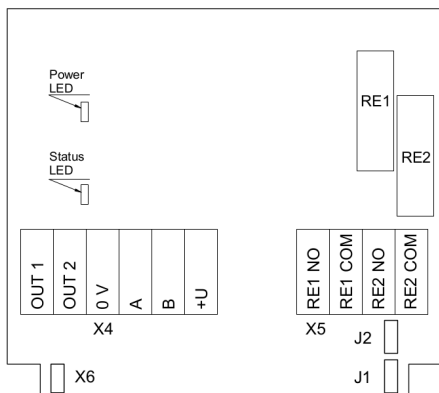 Power
LED
RE1
RE2
Status
LED
OUT 1
OUT 2
0 V
A
B
+U
RE1 NO
RE1 COM
RE2 NO
RE2 COM
X4
X5
J2
X6
J1